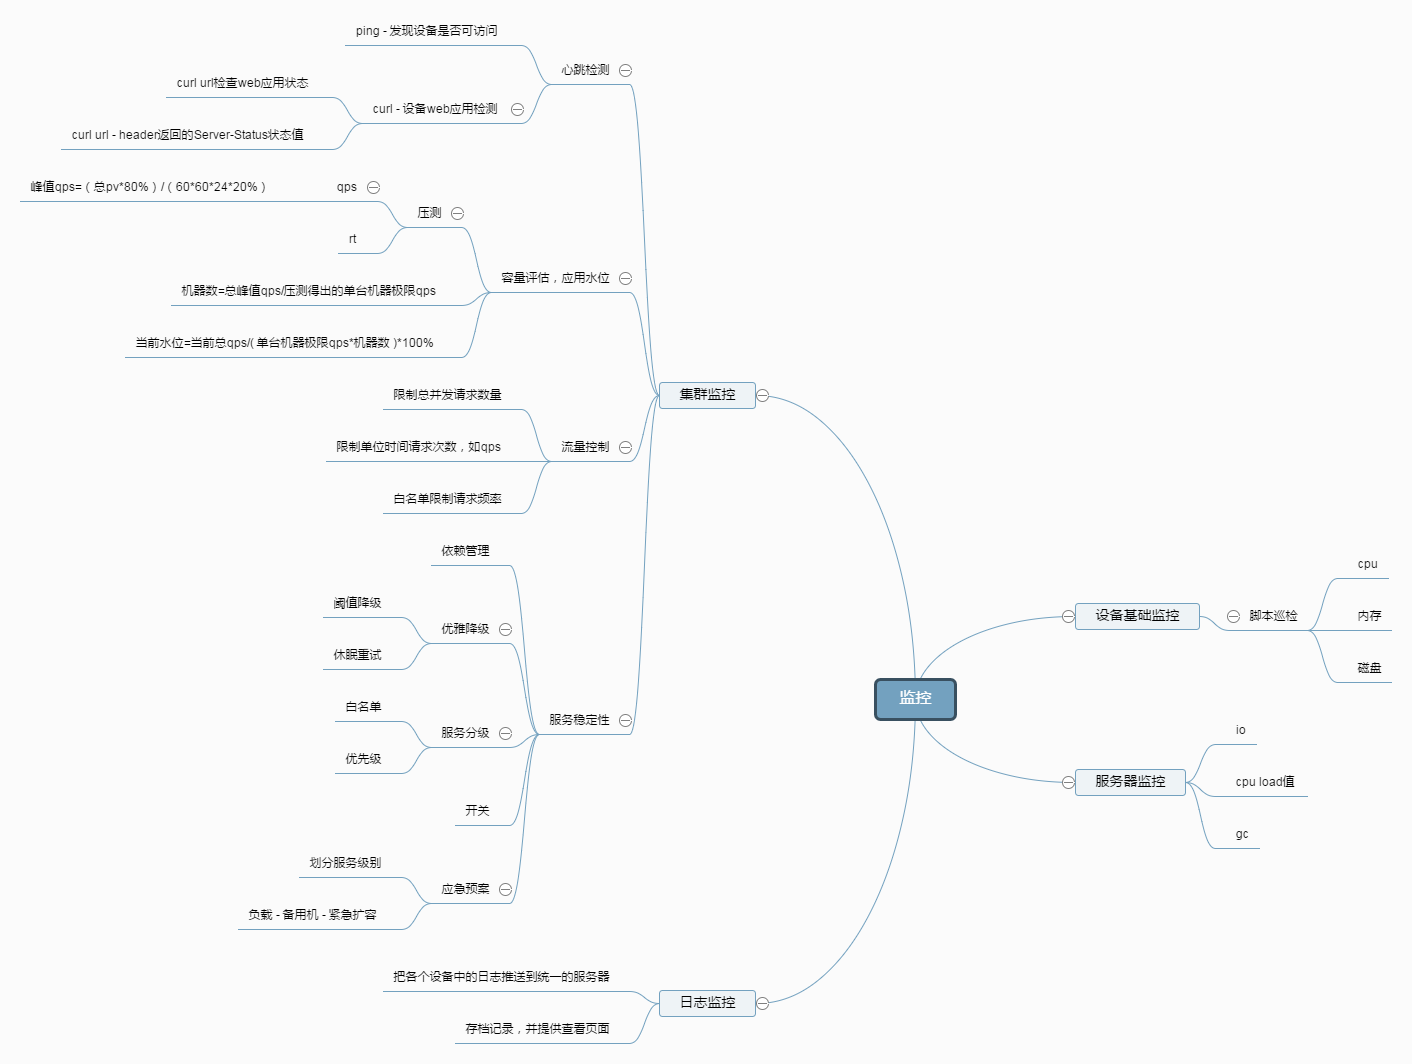 ping - 发现设备是否可访问
心跳检测
curl url检查web应用状态
curl - 设备web应用检测
curl url - header返回的Server-Status状态值
峰值qps=（总pv*80%）/（60*60*24*20%）
qps
压测
rt
容量评估，应用水位
机器数=总峰值qps/压测得出的单台机器极限qps
当前水位=当前总qps/( 单台机器极限qps*机器数 )*100%
集群监控
限制总并发请求数量
限制单位时间请求次数，如qps
流量控制
白名单限制请求频率
依赖管理
阈值降级
优雅降级
休眠重试
白名单
服务分级
服务稳定性
优先级
开关
划分服务级别
应急预案
负载 - 备用机 - 紧急扩容
把各个设备中的日志推送到统一的服务器
日志监控
存档记录，并提供查看页面
监控
设备基础监控
脚本巡检
cpu
内存
磁盘
服务器监控
io
cpu load值
gc